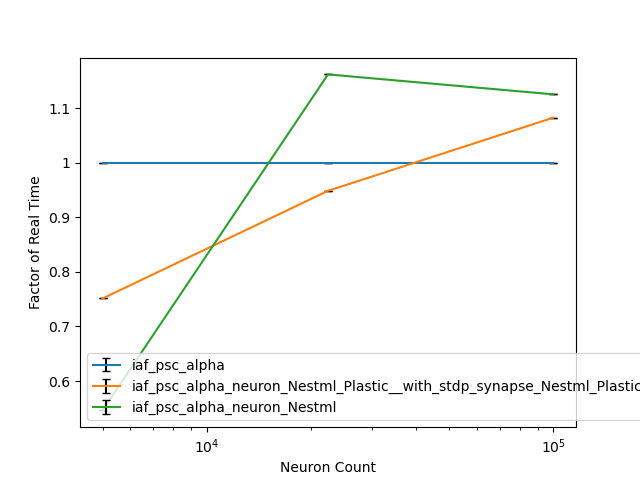 Factor of Real Time
1.1
1
0.9
0.8
0.7
0.6
iaf_psc_alpha
iaf_psc_alpha_neuron_Nestml_Plastic__with_stdp_synapse_Nestml_Plastic
iaf_psc_alpha_neuron_Nestml
10⁴
10⁵
Neuron Count